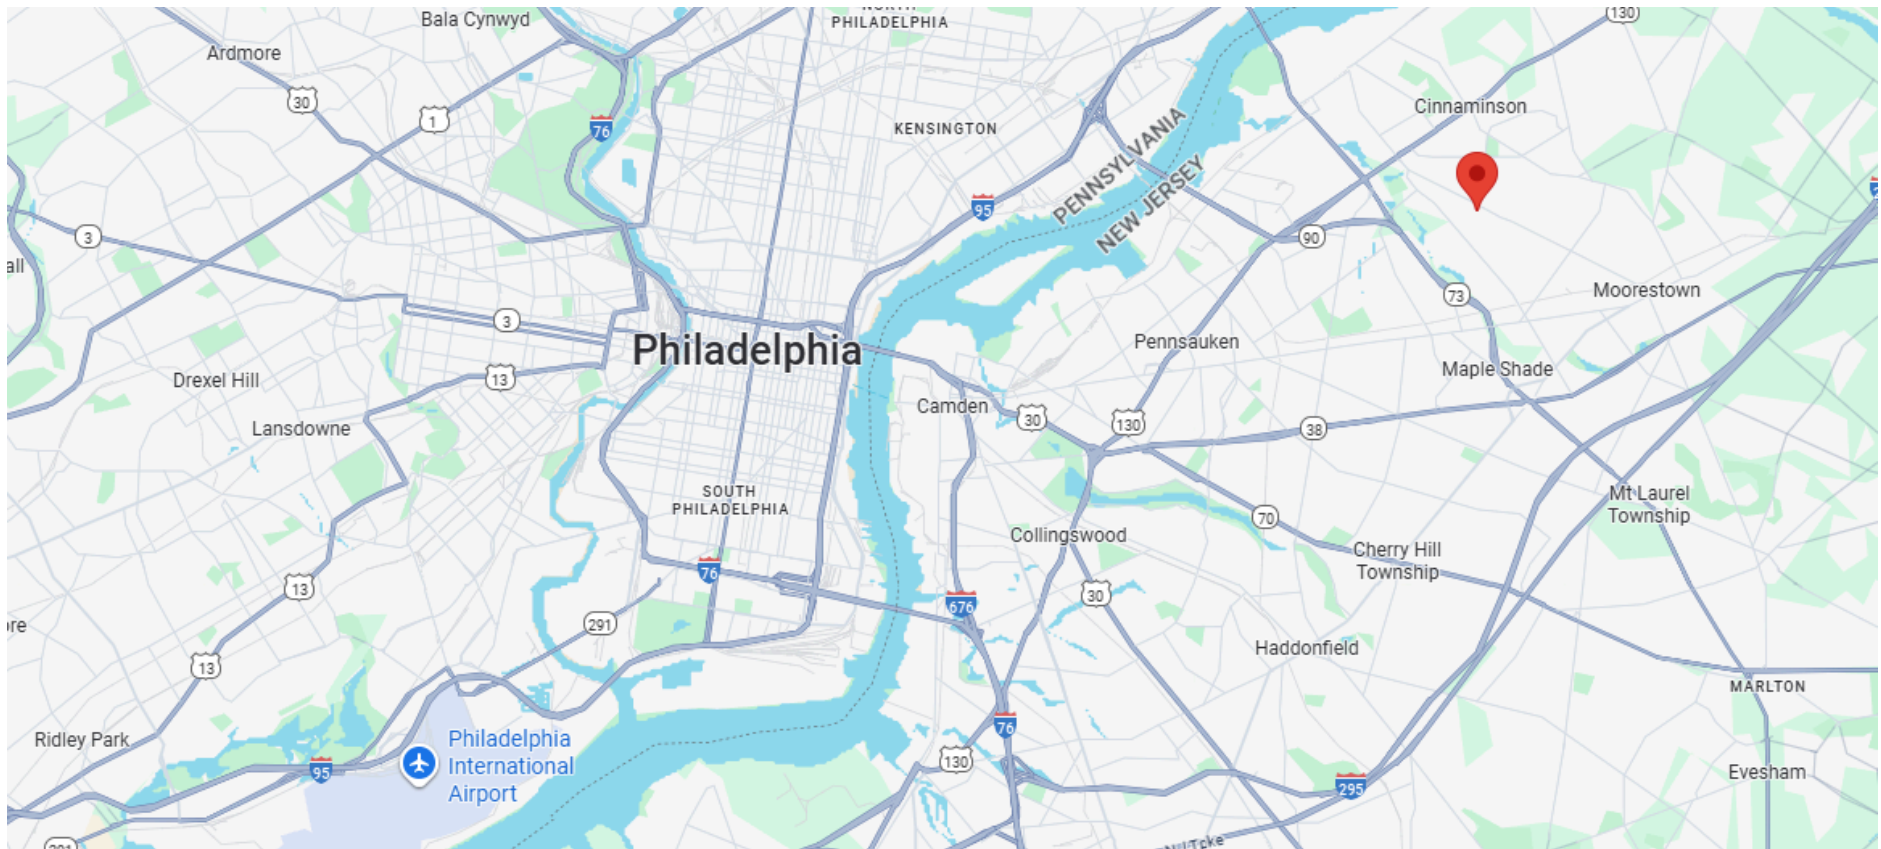 Bala Cynwyd
NORTH
PHILADELPHIA
130
Ardmore
30
1
76
KENSINGTON
Cinnaminson
PENNSYLVANIA
NEW JERSEY
95
3
90
all
73
Moorestown
3
Philadelphia
Pennsauken
Maple Shade
13
Drexel Hill
Camden
30
130
38
Lansdowne
SOUTH
PHILADELPHIA
Mt Laurel
Township
70
Collingswood
Cherry Hill
Township
76
13
30
676
291
ore
13
Haddonfield
MARLTON
Ridley Park
Philadelphia
International
Airport
76
95
130
295
Evesham